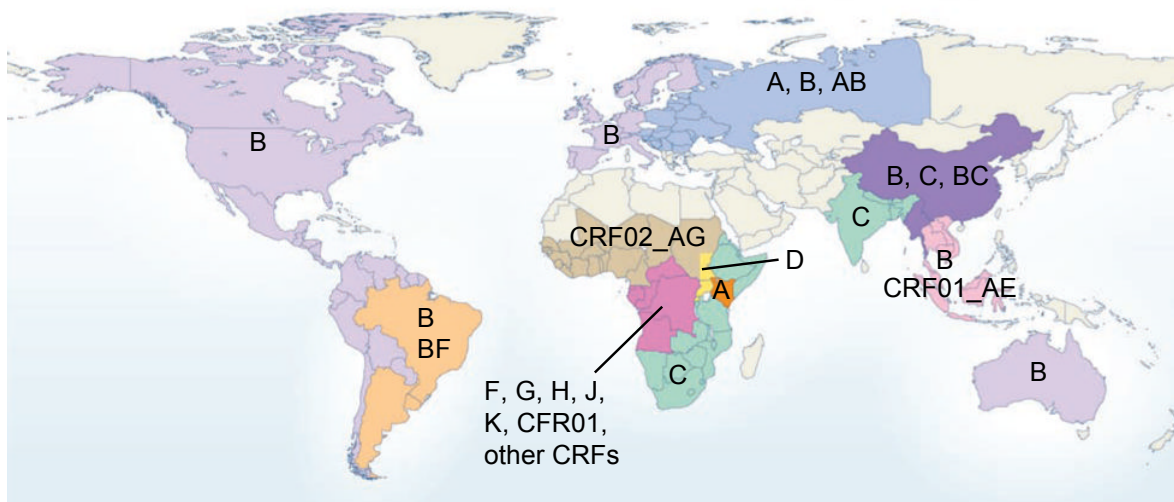 A, B, AB
B
B
B, C, BC
C
CRF02_AG
D
B
CRF01_AE
A
B
BF
F, G, H, J,
K, CFR01,
other CRFs
C
B